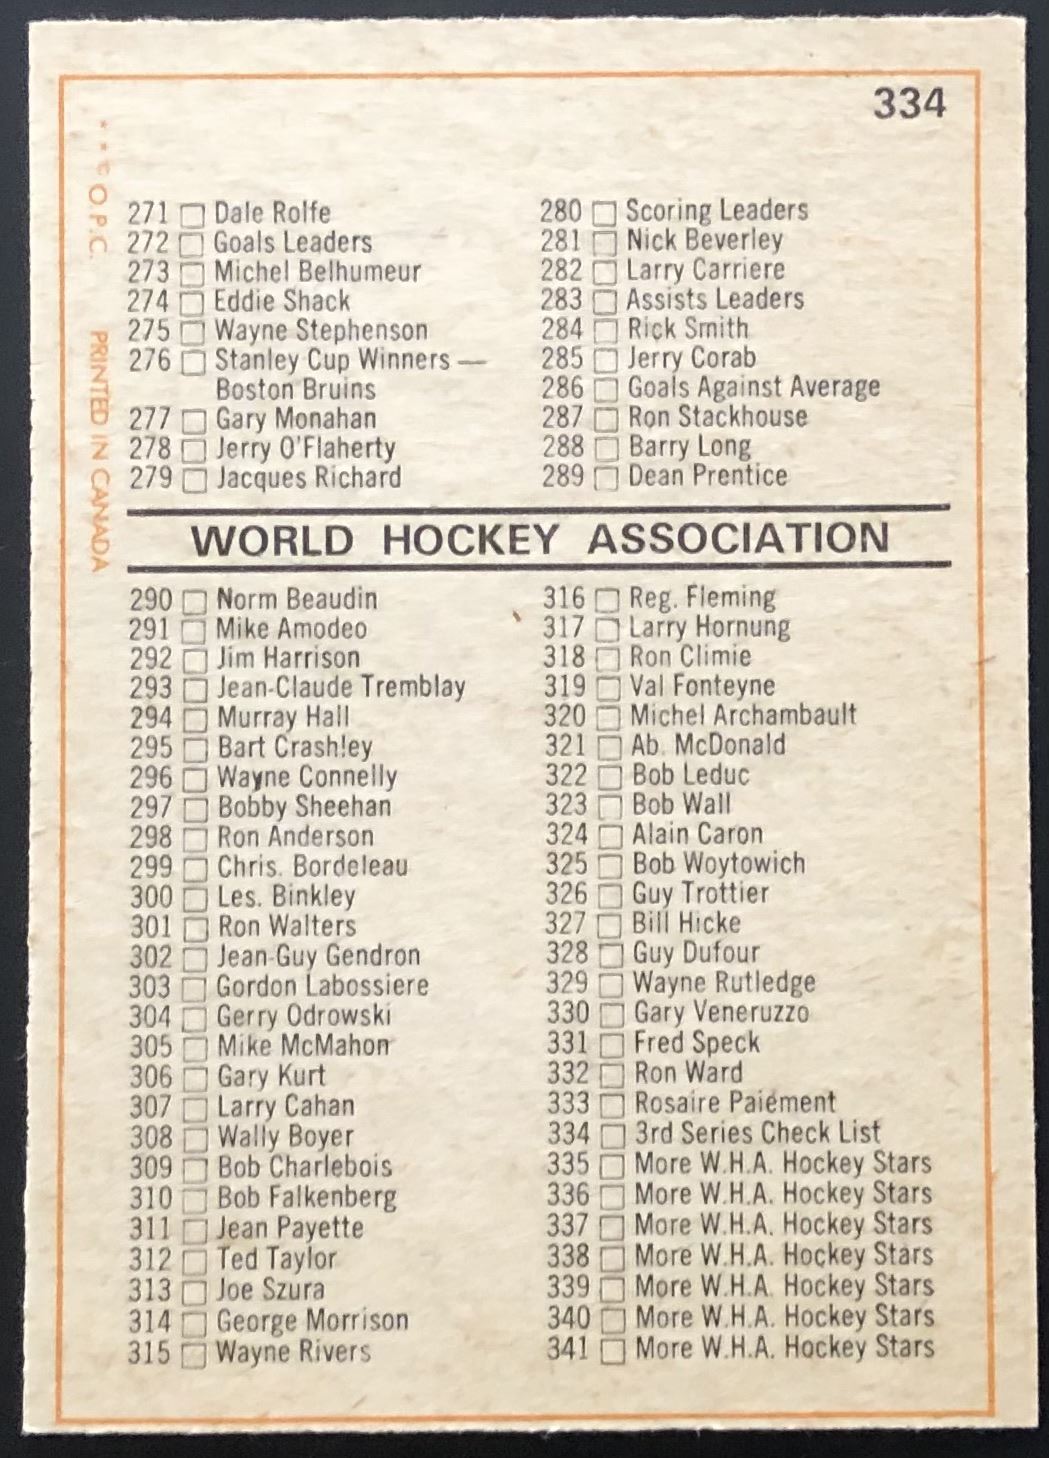 334
* * © O.P.C. PRINTED IN CANADA
271 Dale Rolfe
272 Goals Leaders
273 Michel Belhumeur
274 Eddie Shack
275 Wayne Stephenson
276 Stanley Cup Winners —
Boston Bruins
277 Gary Monahan
278 Jerry O'Flaherty
279 Jacques Richard
280 Scoring Leaders
281 Nick Beverley
282 Larry Carriere
283 Assists Leaders
284 Rick Smith
285 Jerry Corab
286 Goals Against Average
287 Ron Stackhouse
288 Barry Long
289 Dean Prentice
WORLD HOCKEY ASSOCIATION
290 Norm Beaudin
291 Mike Amodeo
292 Jim Harrison
293 Jean-Claude Tremblay
294 Murray Hall
295 Bart Crashley
296 Wayne Connelly
297 Bobby Sheehan
298 Ron Anderson
299 Chris. Bordeleau
300 Les. Binkley
301 Ron Walters
302 Jean-Guy Gendron
303 Gordon Labossiere
304 Gerry Odrowski
305 Mike McMahon
306 Gary Kurt
307 Larry Cahan
308 Wally Boyer
309 Bob Charlebois
310 Bob Falkenberg
311 Jean Payette
312 Ted Taylor
313 Joe Szura
314 George Morrison
315 Wayne Rivers
316 Reg. Fleming
317 Larry Hornung
318 Ron Climie
319 Val Fonteyne
320 Michel Archambault
321 Ab. McDonald
322 Bob Leduc
323 Bob Wall
324 Alain Caron
325 Bob Woytowich
326 Guy Trottier
327 Bill Hicke
328 Guy Dufour
329 Wayne Rutledge
330 Gary Veneruzzo
331 Fred Speck
332 Ron Ward
333 Rosaire Paiement
334 3rd Series Check List
335 More W.H.A. Hockey Stars
336 More W.H.A. Hockey Stars
337 More W.H.A. Hockey Stars
338 More W.H.A. Hockey Stars
339 More W.H.A. Hockey Stars
340 More W.H.A. Hockey Stars
341 More W.H.A. Hockey Stars